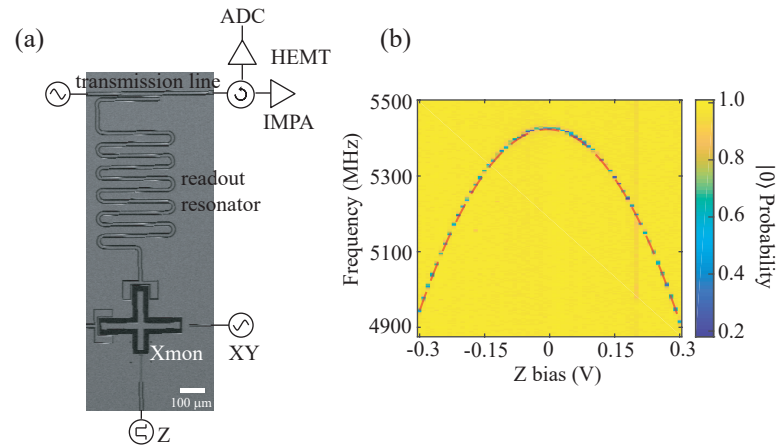 (a)
ADC
HEMT
transmission line
IMPA
readout
resonator
Xmon
XY
100 μm
Z
(b)
5500
5300
5100
4900
Frequency (MHz)
-0.3
-0.15
0
0.15
0.3
Z bias (V)
1.0
0.8
0.6
0.4
0.2
|0⟩ Probability